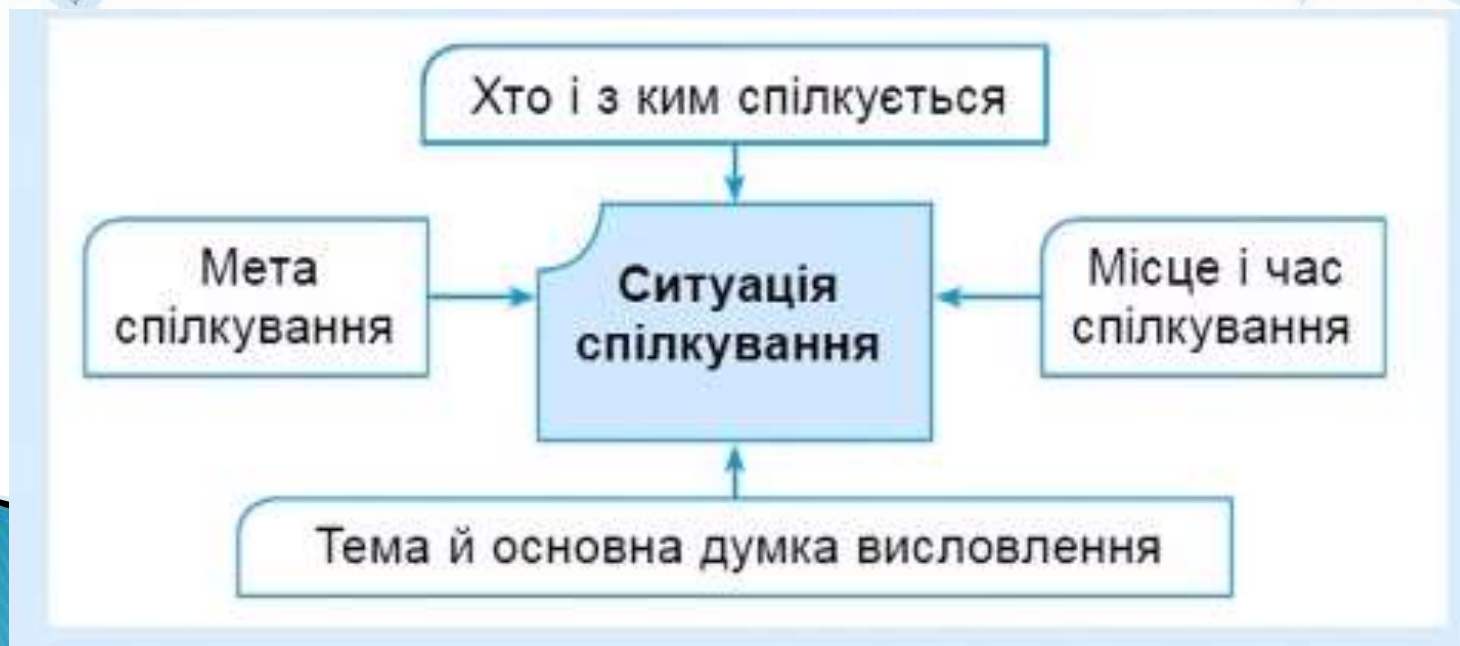 Хто і з ким спілкується
Мета
спілкування
Ситуація
спілкування
Місце і час
спілкування
Тема й основна думка висловлення